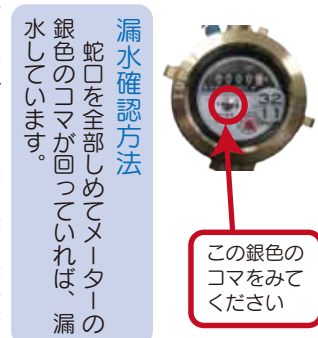 漏水確認方法
　蛇口を全部しめてメーターの
銀色のコマが回っていれば、漏
水しています。
32
11
この銀色の
コマをみて
ください